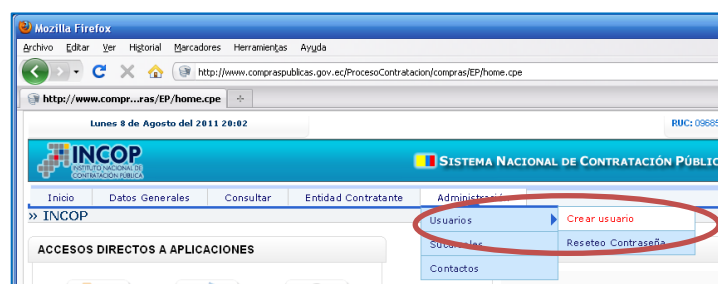 Mozilla Firefox
Archivo Editar Ver Historial Marcadores Herramientas Ayuda
http://www.compraspublicas.gov.ec/ProcesoContratacion/compras/EP/home.cpe
http://www.compr...ras/EP/home.cpe
Lunes 8 de Agosto del 2011 20:02
RUC: 09685
INCOP
INSTITUTO NACIONAL DE
CONTRATACIÓN PÚBLICA
SISTEMA NACIONAL DE CONTRATACIÓN PÚBLIC
Inicio Datos Generales Consultar Entidad Contratante Administración
» INCOP
Usuarios Crear usuario
ACCESOS DIRECTOS A APLICACIONES
Sucursales Reseteo Contraseña
Contactos